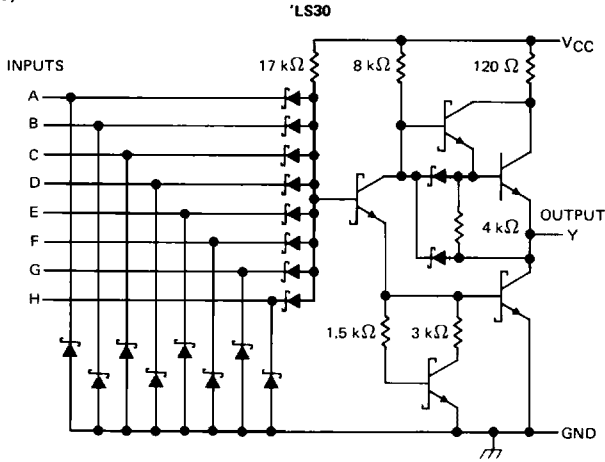 'LS30
VCC
17 kΩ
8 kΩ
120 Ω
INPUTS
A
B
C
D
E
F
G
H
4 kΩ
OUTPUT
Y
1.5 kΩ
3 kΩ
GND